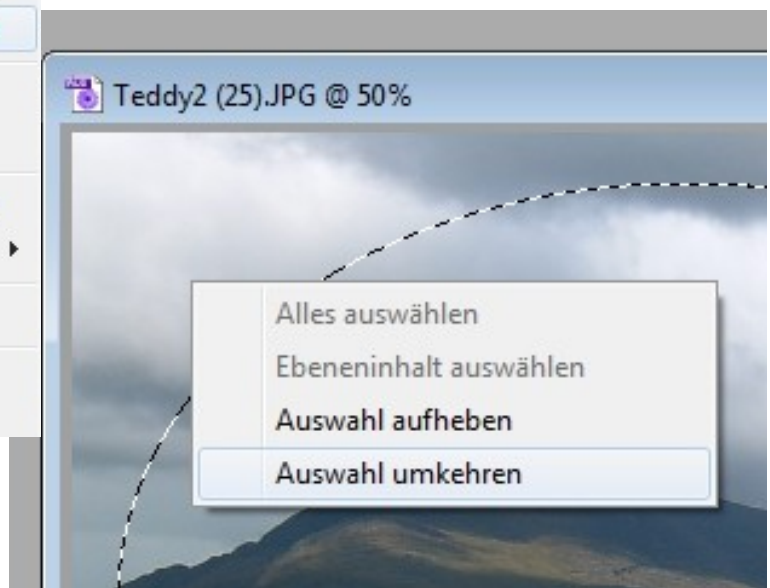 Teddy2 (25).JPG @ 50%
Alles auswählen
Ebeneninhalt auswählen
Auswahl aufheben
Auswahl umkehren